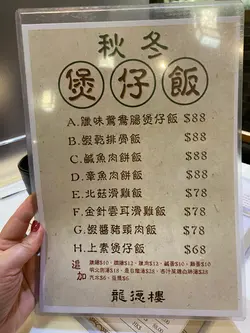 秋冬
煲仔飯
A.臘味鴛鴦腸煲仔飯 $88
B.蝦乾排骨飯 $88
C.鹹魚肉餅飯 $88
D.章魚肉餅飯 $88
E.北菇滑雞飯 $78
F.金針雲耳滑雞飯 $78
G.蝦醬豬頸肉飯 $78
H.上素煲仔飯 $68
追加
龍德樓